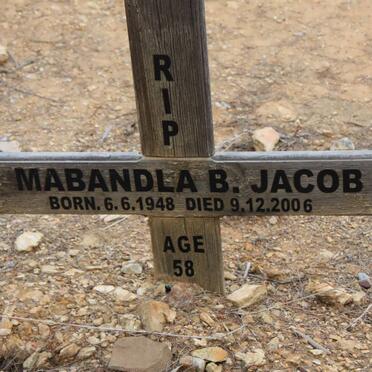 RIP
MABANDLA B. JACOB
BORN. 6.6.1948 DIED 9.12.2006
AGE
58